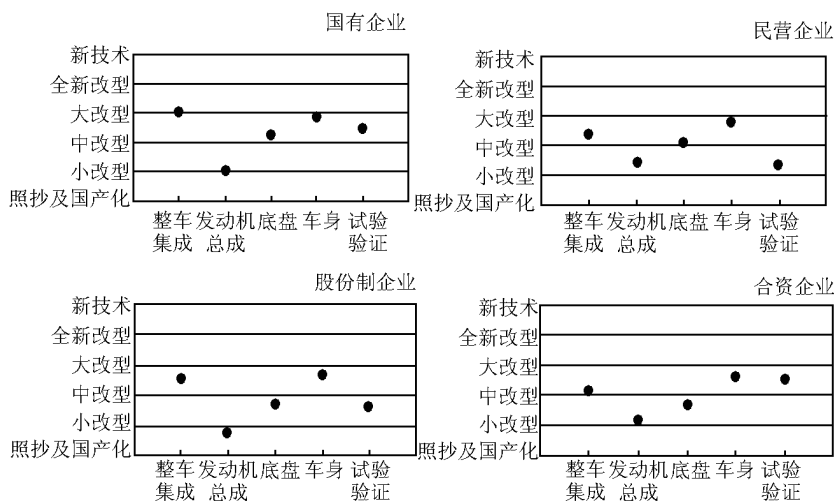 国有企业
新技术
全新改型
大改型
中改型
小改型
照抄及国产化
整车
集成
发动机
总成
底盘
车身
试验
验证
民营企业
新技术
全新改型
大改型
中改型
小改型
照抄及国产化
整车
集成
发动机
总成
底盘
车身
试验
验证
股份制企业
新技术
全新改型
大改型
中改型
小改型
照抄及国产化
整车
集成
发动机
总成
底盘
车身
试验
验证
合资企业
新技术
全新改型
大改型
中改型
小改型
照抄及国产化
整车
集成
发动机
总成
底盘
车身
试验
验证